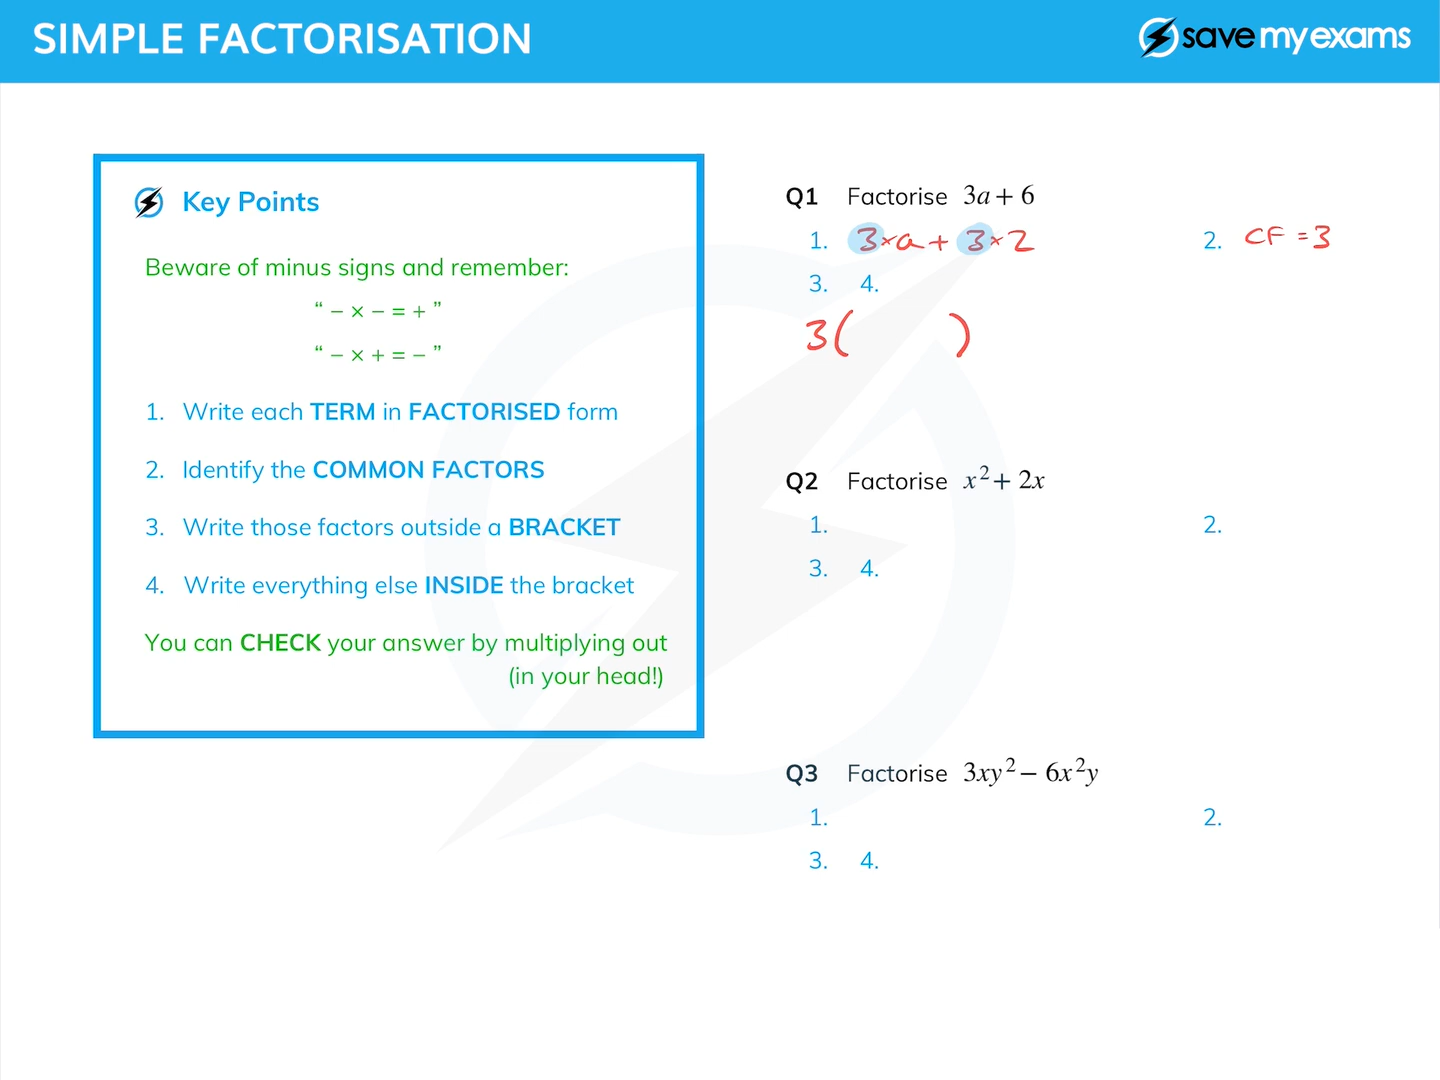 SIMPLE FACTORISATION
save my exams
Key Points
Beware of minus signs and remember:
“ − × − = + ”
“ − × + = − ”
1. Write each TERM in FACTORISED form
2. Identify the COMMON FACTORS
3. Write those factors outside a BRACKET
4. Write everything else INSIDE the bracket
You can CHECK your answer by multiplying out
(in your head!)
Q1 Factorise 3a + 6
1. 3×a + 3×2
2. CF = 3
3. 4.
3( )
Q2 Factorise x² + 2x
1.
2.
3. 4.
Q3 Factorise 3xy² − 6x²y
1.
2.
3. 4.